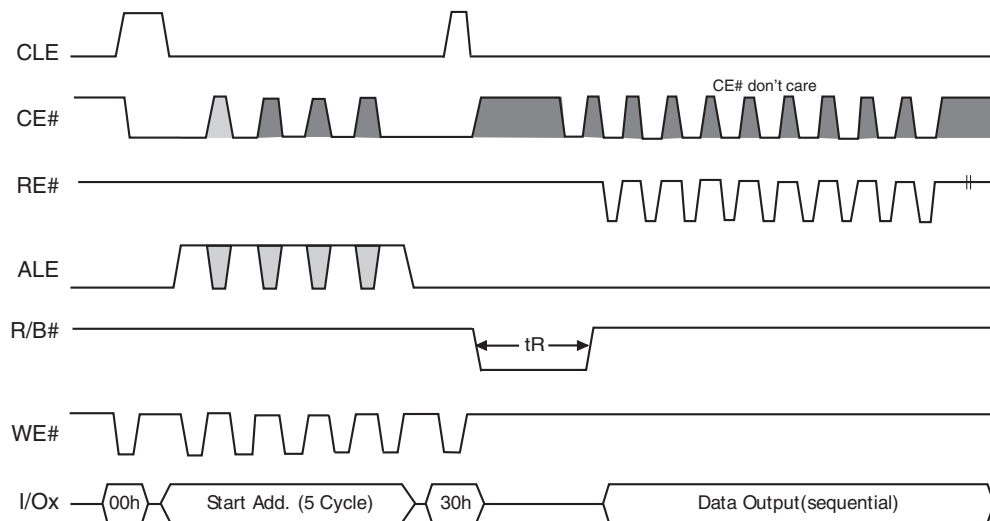 CLE
CE# don't care
CE#
RE#
ALE
R/B#
tR
WE#
I/Ox 00h Start Add. (5 Cycle) 30h Data Output(sequential)